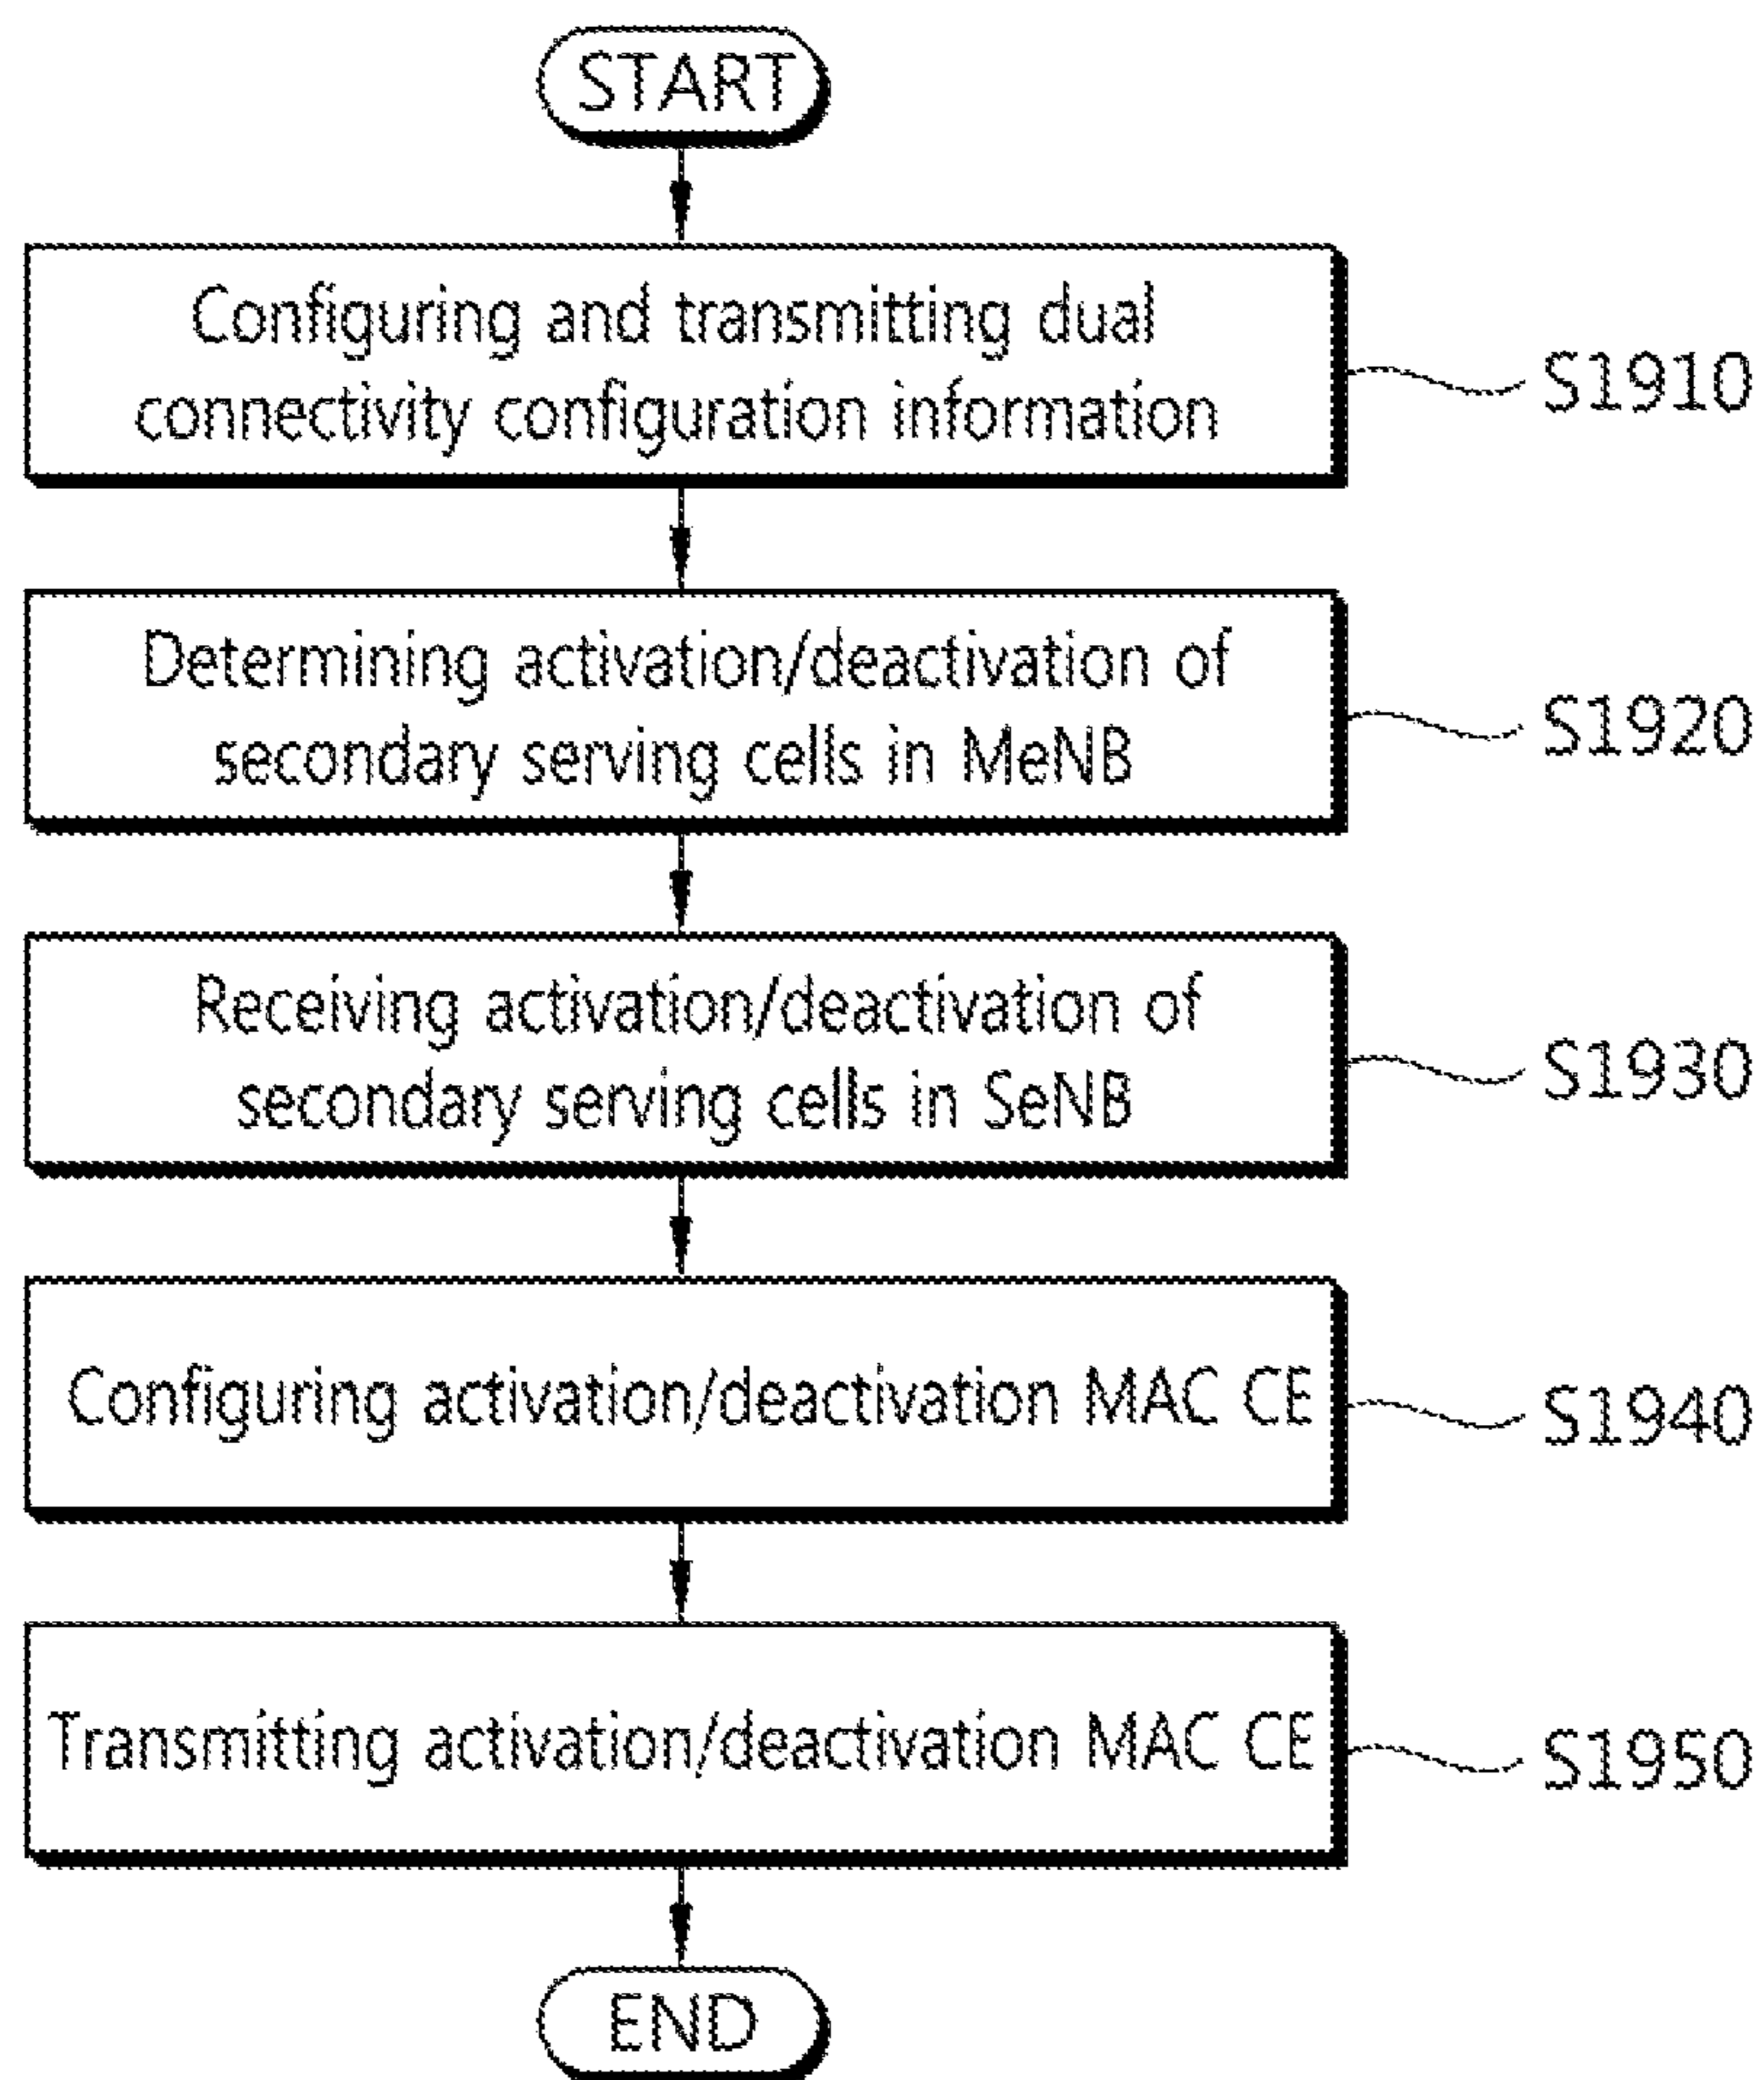 START
Configuring and transmitting dual
connectivity configuration information
S1910
Determining activation/deactivation of
secondary serving cells in MeNB
S1920
Receiving activation/deactivation of
secondary serving cells in SeNB
S1930
Configuring activation/deactivation MAC CE
S1940
Transmitting activation/deactivation MAC CE
S1950
END